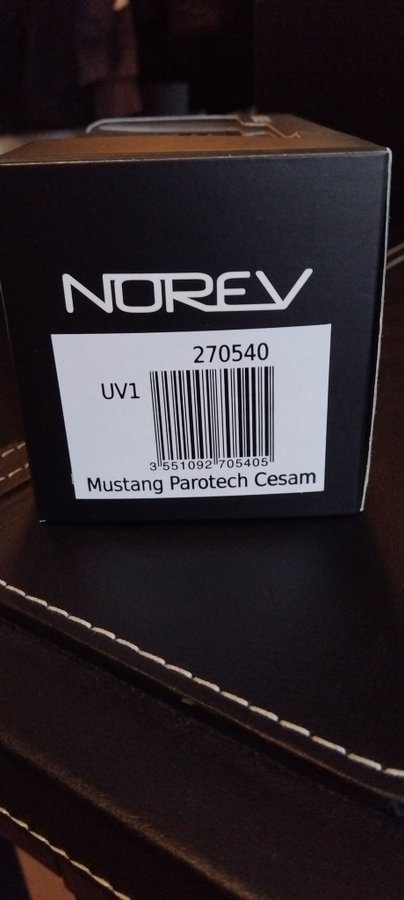 NOREV
270540
UV1
3 551092 705405
Mustang Parotech Cesam